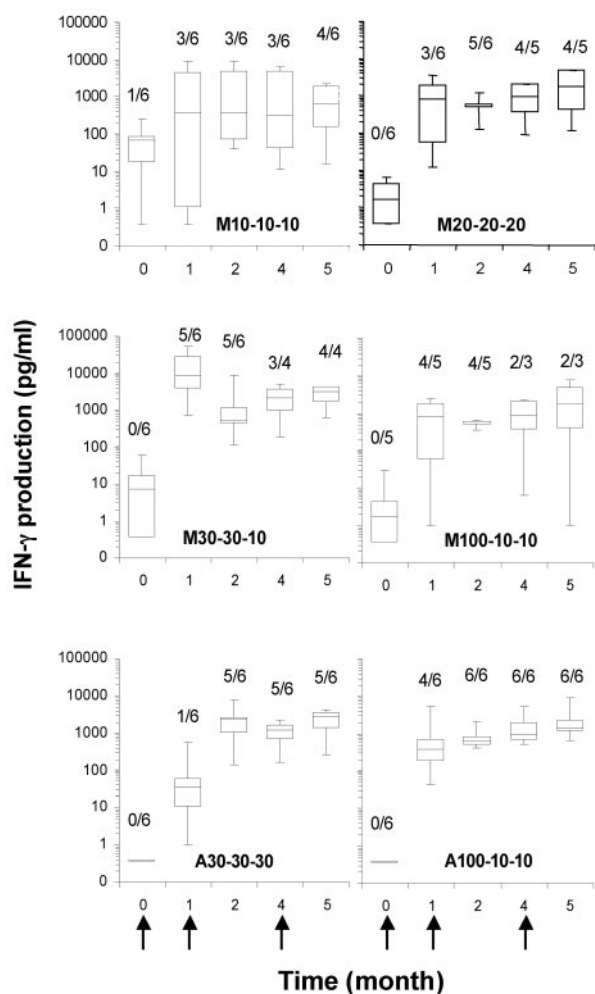 100000
10000
1000
100
10
1
0
1/6 3/6 3/6 3/6 4/6
M10-10-10
0 1 2 4 5
0/6 3/6 5/6 4/5 4/5
M20-20-20
0 1 2 4 5
IFN-γ production (pg/ml)
100000
10000
1000
100
10
1
0
0/6 5/6 5/6 3/4 4/4
M30-30-10
0 1 2 4 5
0/5 4/5 4/5 2/3 2/3
M100-10-10
0 1 2 4 5
100000
10000
1000
100
10
1
0
0/6 1/6 5/6 5/6 5/6
A30-30-30
0 1 2 4 5
0/6 4/6 6/6 6/6 6/6
A100-10-10
0 1 2 4 5
Time (month)